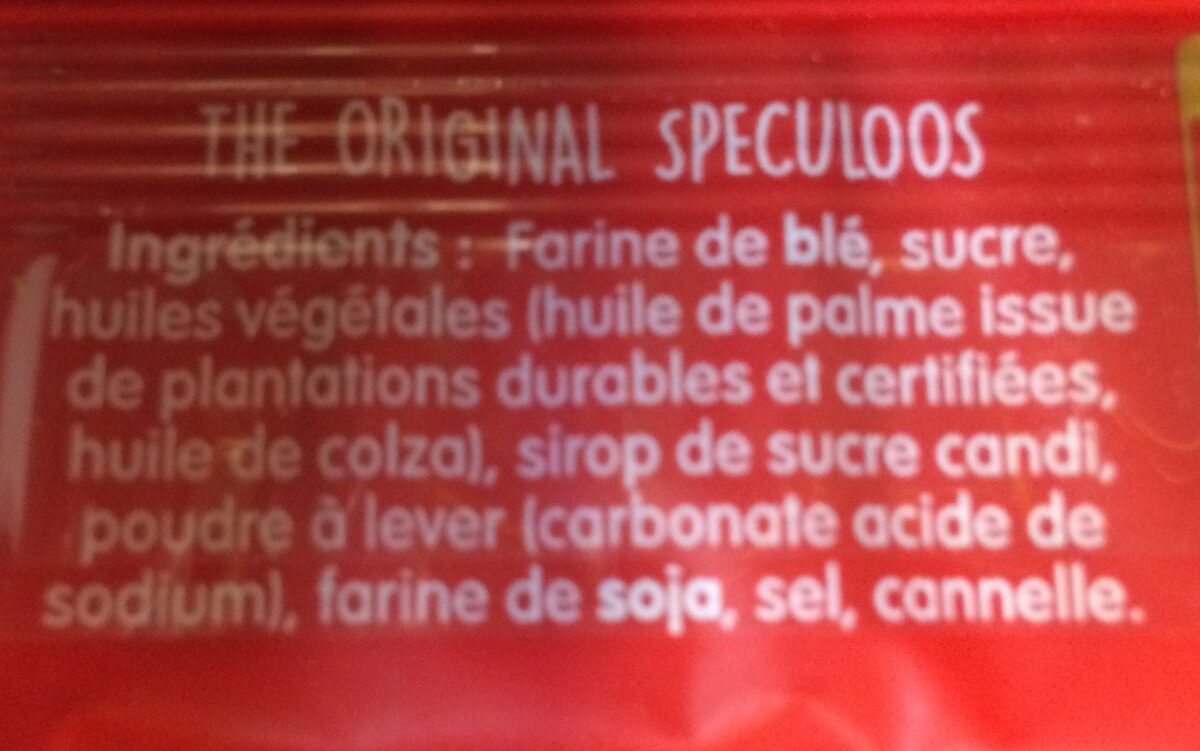 THE ORIGINAL SPECULOOS
Ingrédients : Farine de blé, sucre,
huiles végétales (huile de palme issue
de plantations durables et certifiées,
huile de colza), sirop de sucre candi,
poudre à lever (carbonate acide de
sodium), farine de soja, sel, cannelle.